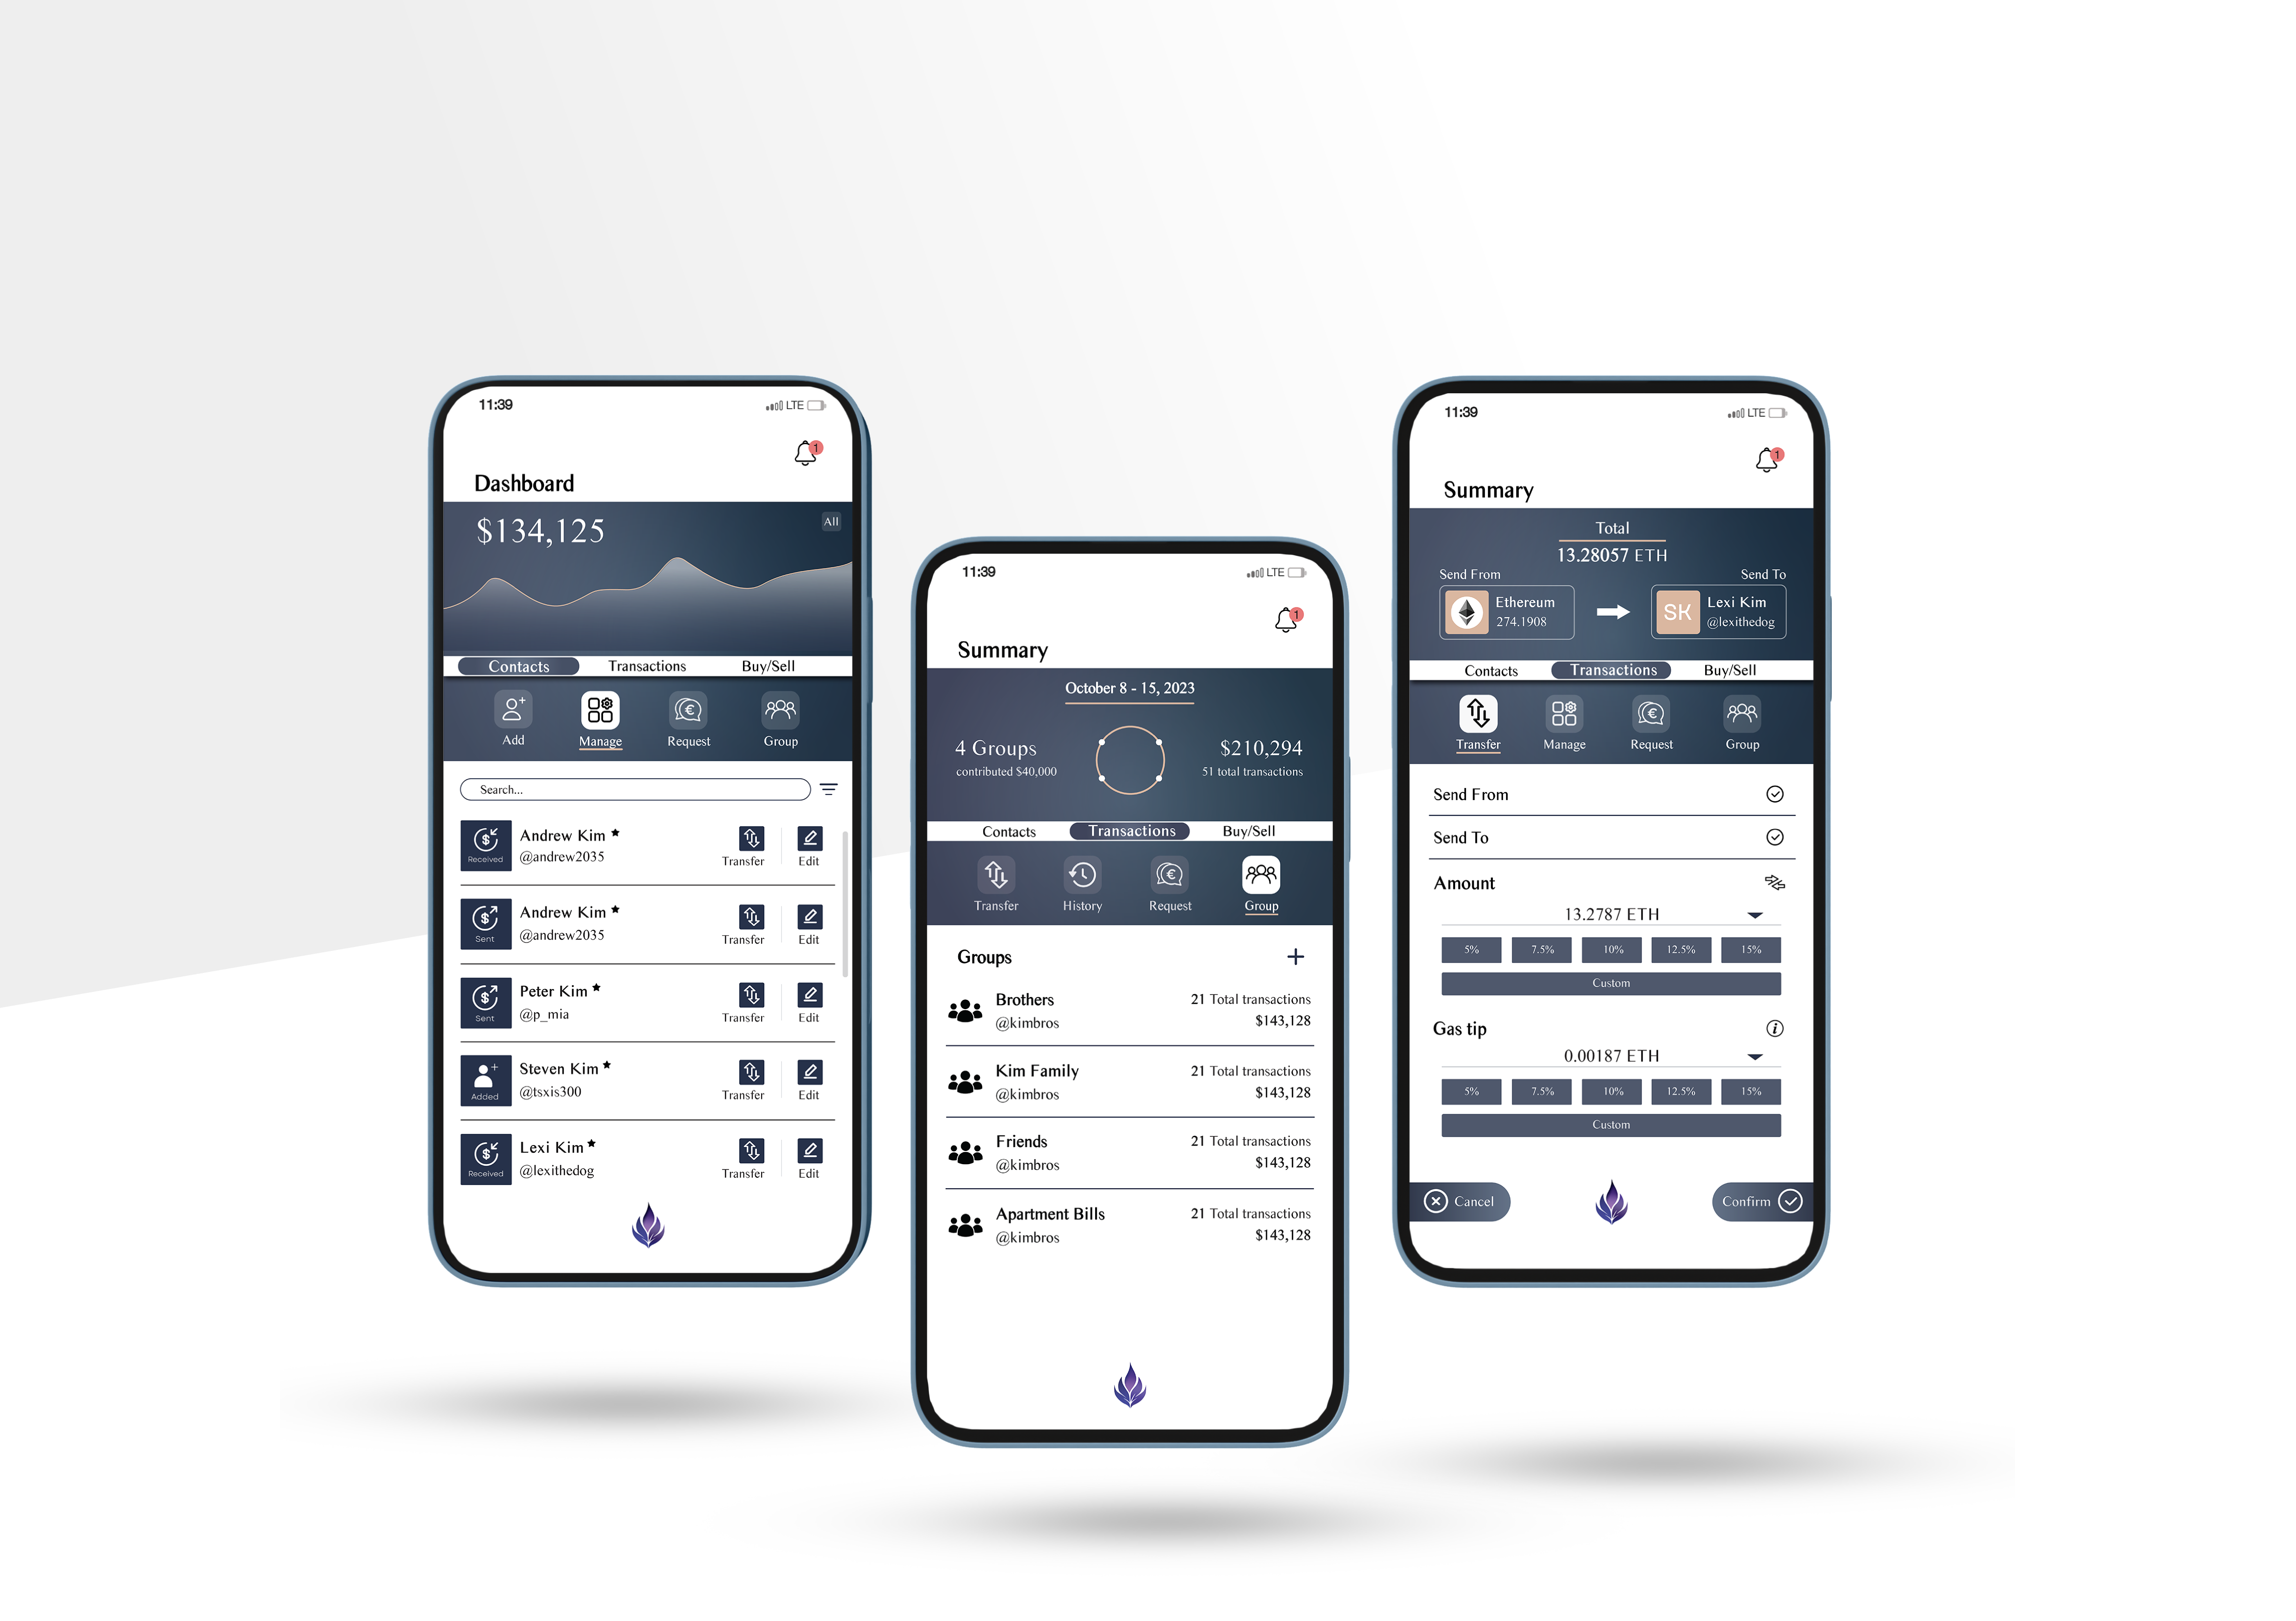 11:39
LTE
1
Dashboard
$134,125
All
Contacts Transactions Buy/Sell
Add Manage Request Group
Search...
Received
Andrew Kim
@andrew2035
Transfer Edit
Sent
Andrew Kim
@andrew2035
Transfer Edit
Sent
Peter Kim
@p_mia
Transfer Edit
Added
Steven Kim
@tsxis300
Transfer Edit
Received
Lexi Kim
@lexithedog
Transfer Edit
11:39
LTE
1
Summary
October 8 - 15, 2023
4 Groups
contributed $40,000
$210,294
51 total transactions
Contacts Transactions Buy/Sell
Transfer History Request Group
Groups
Brothers
@kimbros
21 Total transactions
$143,128
Kim Family
@kimbros
21 Total transactions
$143,128
Friends
@kimbros
21 Total transactions
$143,128
Apartment Bills
@kimbros
21 Total transactions
$143,128
11:39
LTE
1
Summary
Total
13.28057 ETH
Send From
Ethereum
274.1908
Send To
SK
Lexi Kim
@lexithedog
Contacts Transactions Buy/Sell
Transfer Manage Request Group
Send From
Send To
Amount
13.2787 ETH
5% 7.5% 10% 12.5% 15%
Custom
Gas tip
0.00187 ETH
5% 7.5% 10% 12.5% 15%
Custom
Cancel
Confirm